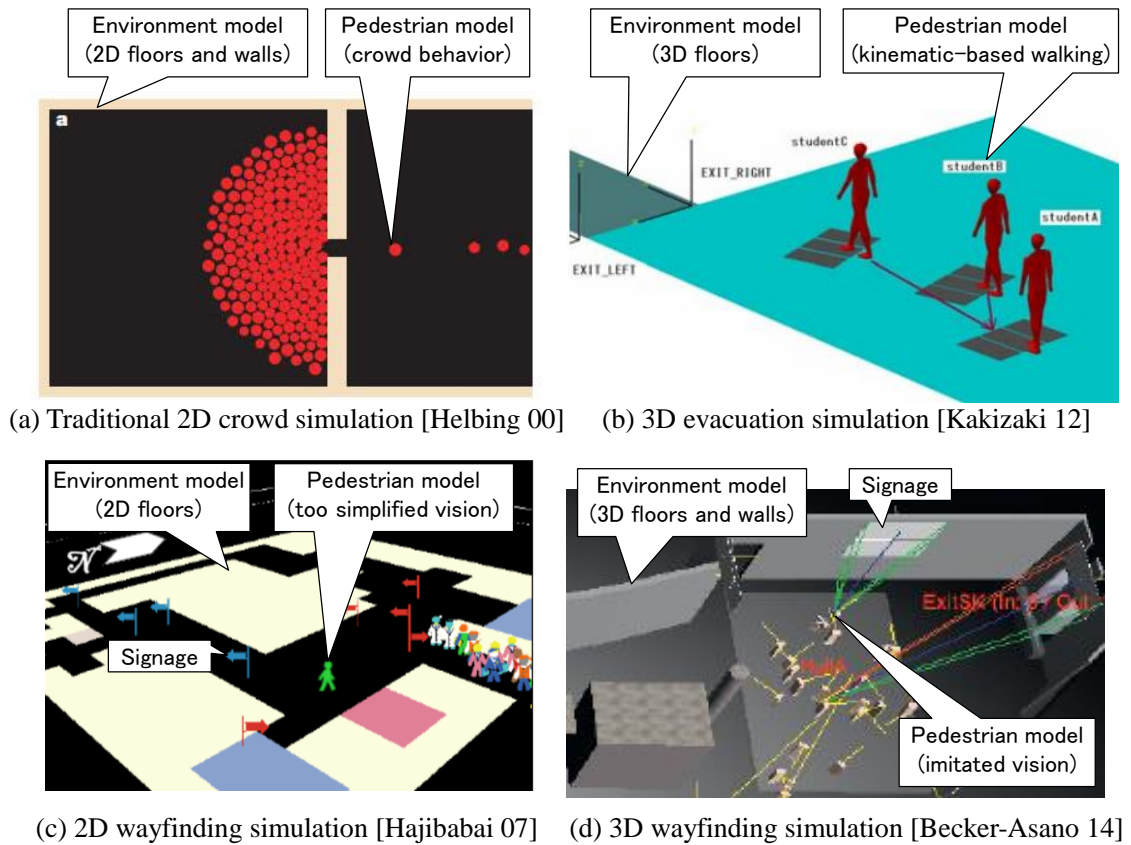 Environment model
(2D floors and walls)
Pedestrian model
(crowd behavior)
a
(a) Traditional 2D crowd simulation [Helbing 00]
Environment model
(3D floors)
Pedestrian model
(kinematic-based walking)
studentC
EXIT_RIGHT
studentB
studentA
EXIT_LEFT
(b) 3D evacuation simulation [Kakizaki 12]
Environment model
(2D floors)
Pedestrian model
(too simplified vision)
N
Signage
(c) 2D wayfinding simulation [Hajibabai 07]
Environment model
(3D floors and walls)
Signage
Pedestrian model
(imitated vision)
(d) 3D wayfinding simulation [Becker-Asano 14]